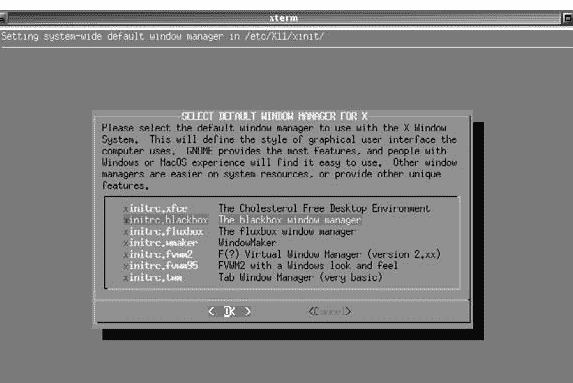 xterm
Setting system-wide default window manager in /etc/X11/xinit/
SELECT DEFAULT WINDOW MANAGER FOR X
Please select the default window manager to use with the X Window
System.  This will define the style of graphical user interface the
computer uses.  GNOME provides the most features, and people with
Windows or MacOS experience will find it easy to use.  Other window
managers are easier on system resources, or provide other unique
features.
xinitrc.xfce The Cholesterol Free Desktop Environment
xinitrc.blackbox The blackbox window manager
xinitrc.fluxbox The fluxbox window manager
xinitrc.wmaker WindowMaker
xinitrc.fvwm2 F(?) Virtual Window Manager (version 2.xx)
xinitrc.fvwm95 FVWM2 with a Windows look and feel
xinitrc.twm Tab Window Manager (very basic)
< OK > <Cancel>